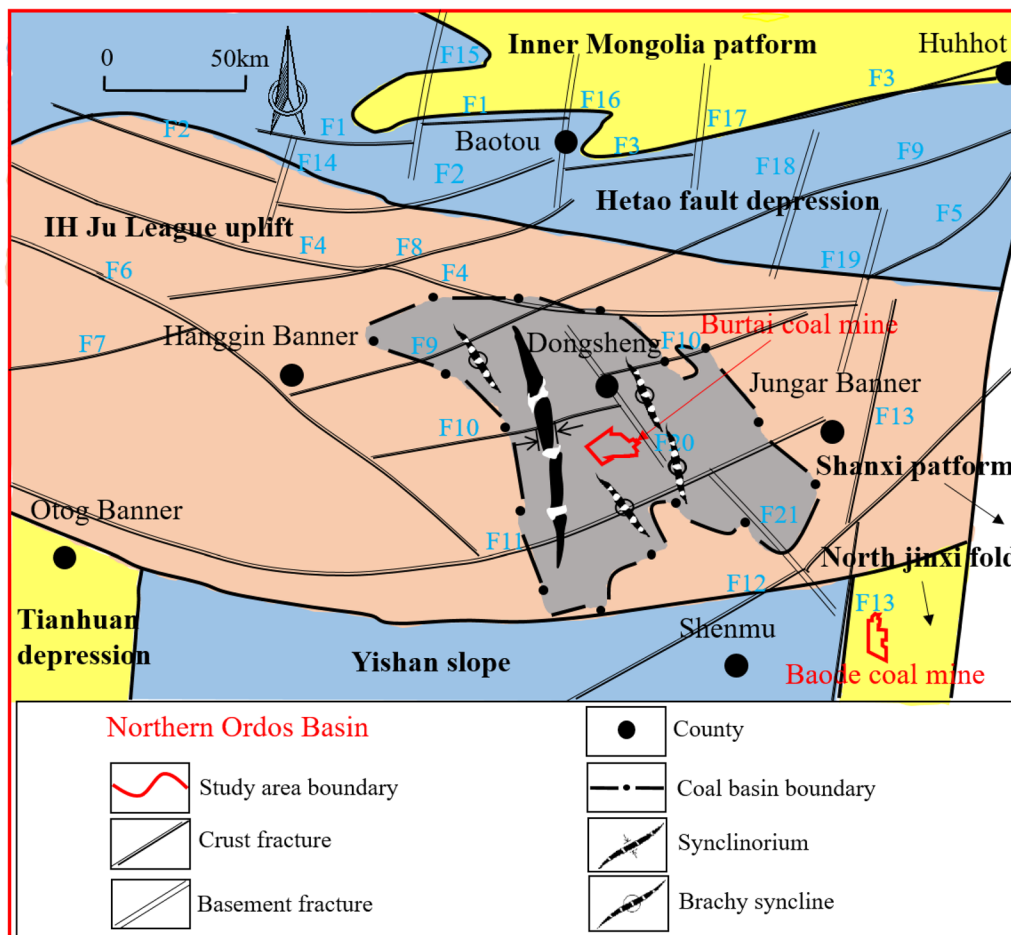 Inner Mongolia patform
Huhhot
0
50km
F15
F3
F1
F16
F17
F2
F1
Baotou
F3
F14
F2
F18
F9
Hetao fault depression
F5
IH Ju League uplift
F4
F8
F4
F19
F6
Burtai coal mine
Hanggin Banner
F7
F9
Dongsheng
F10
Jungar Banner
F13
F10
F20
Shanxi patform
Otog Banner
F21
F11
North jinxi fold
F12
F13
Tianhuan
depression
Shenmu
Yishan slope
Baode coal mine
Northern Ordos Basin
County
Study area boundary
Coal basin boundary
Crust fracture
Synclinorium
Basement fracture
Brachy syncline